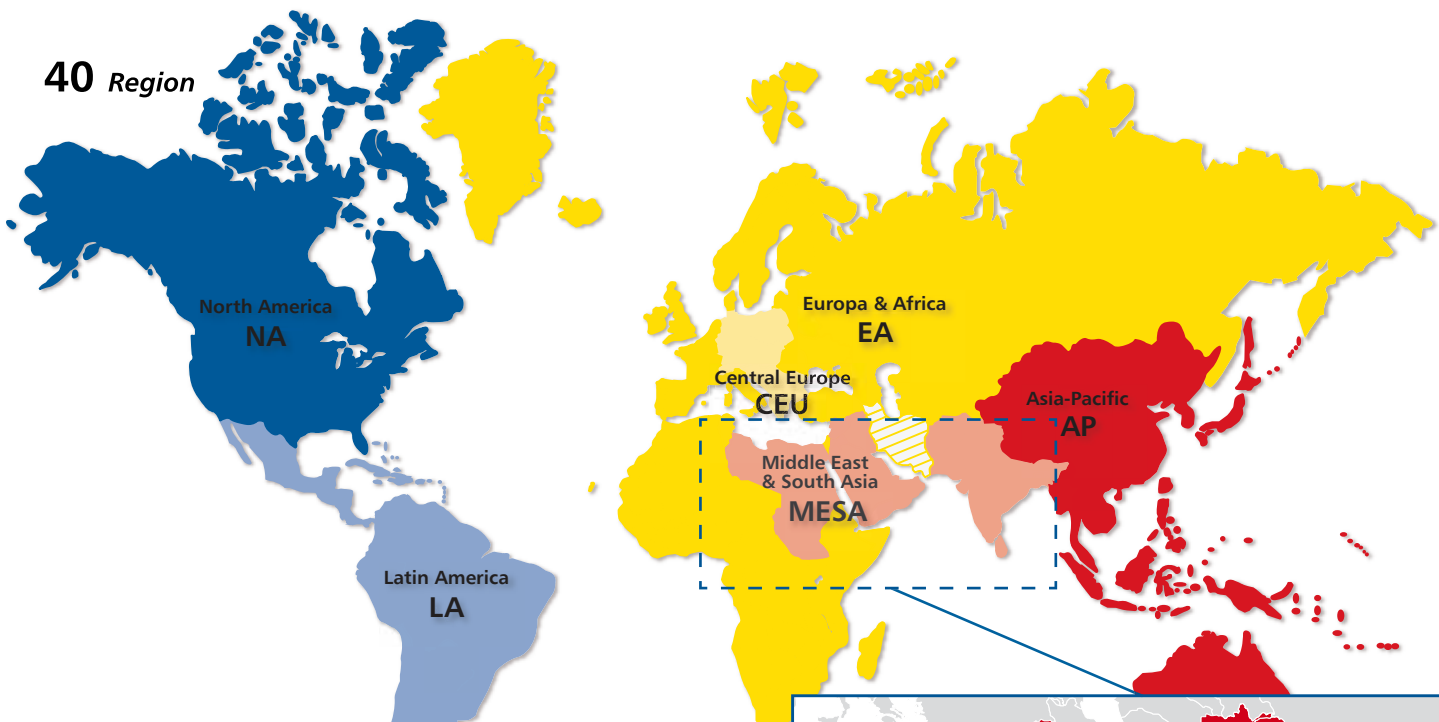 40 Region
North America
NA
Europa & Africa
EA
Central Europe
CEU
Asia-Pacific
AP
Middle East
& South Asia
MESA
Latin America
LA